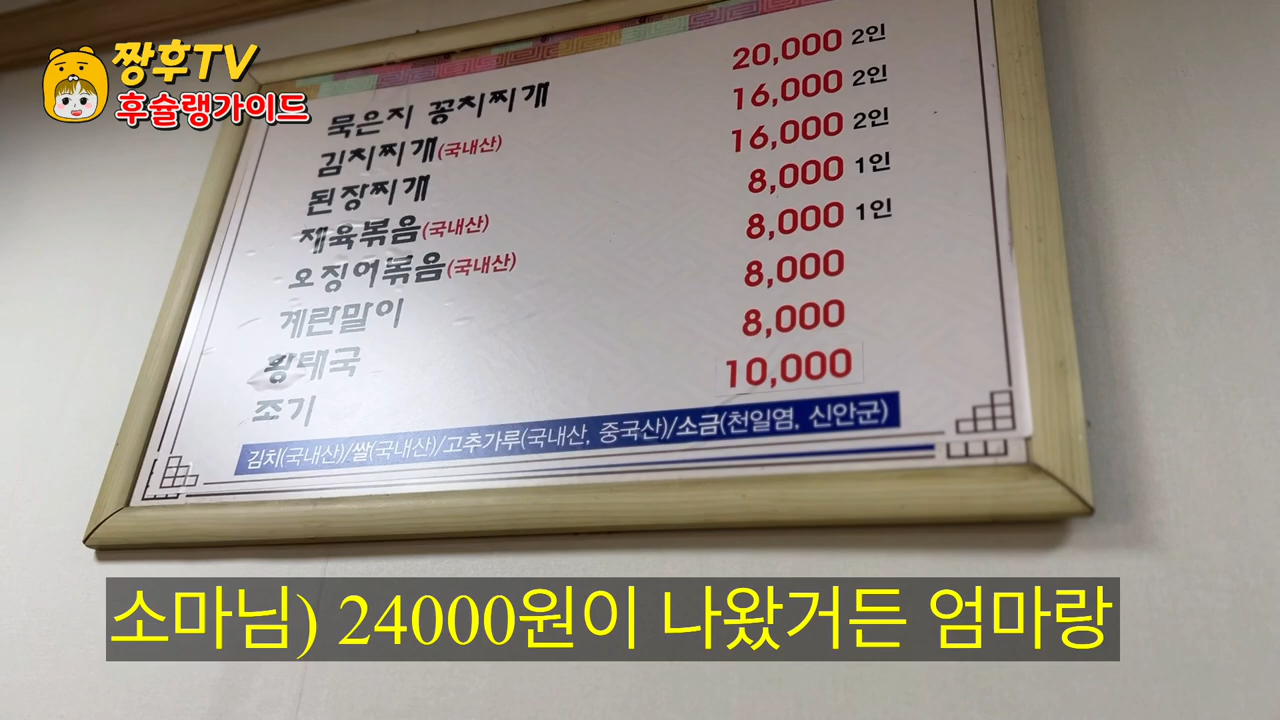 짱후TV
후슐랭가이드
묵은지 꽁치찌개 20,000 2인
김치찌개(국내산) 16,000 2인
된장찌개 16,000 2인
제육볶음(국내산) 8,000 1인
오징어볶음(국내산) 8,000 1인
계란말이 8,000
황태국 8,000
조기 10,000
김치(국내산)/쌀(국내산)/고추가루(국내산, 중국산)/소금(천일염, 신안군)
소마님) 24000원이 나왔거든 엄마랑